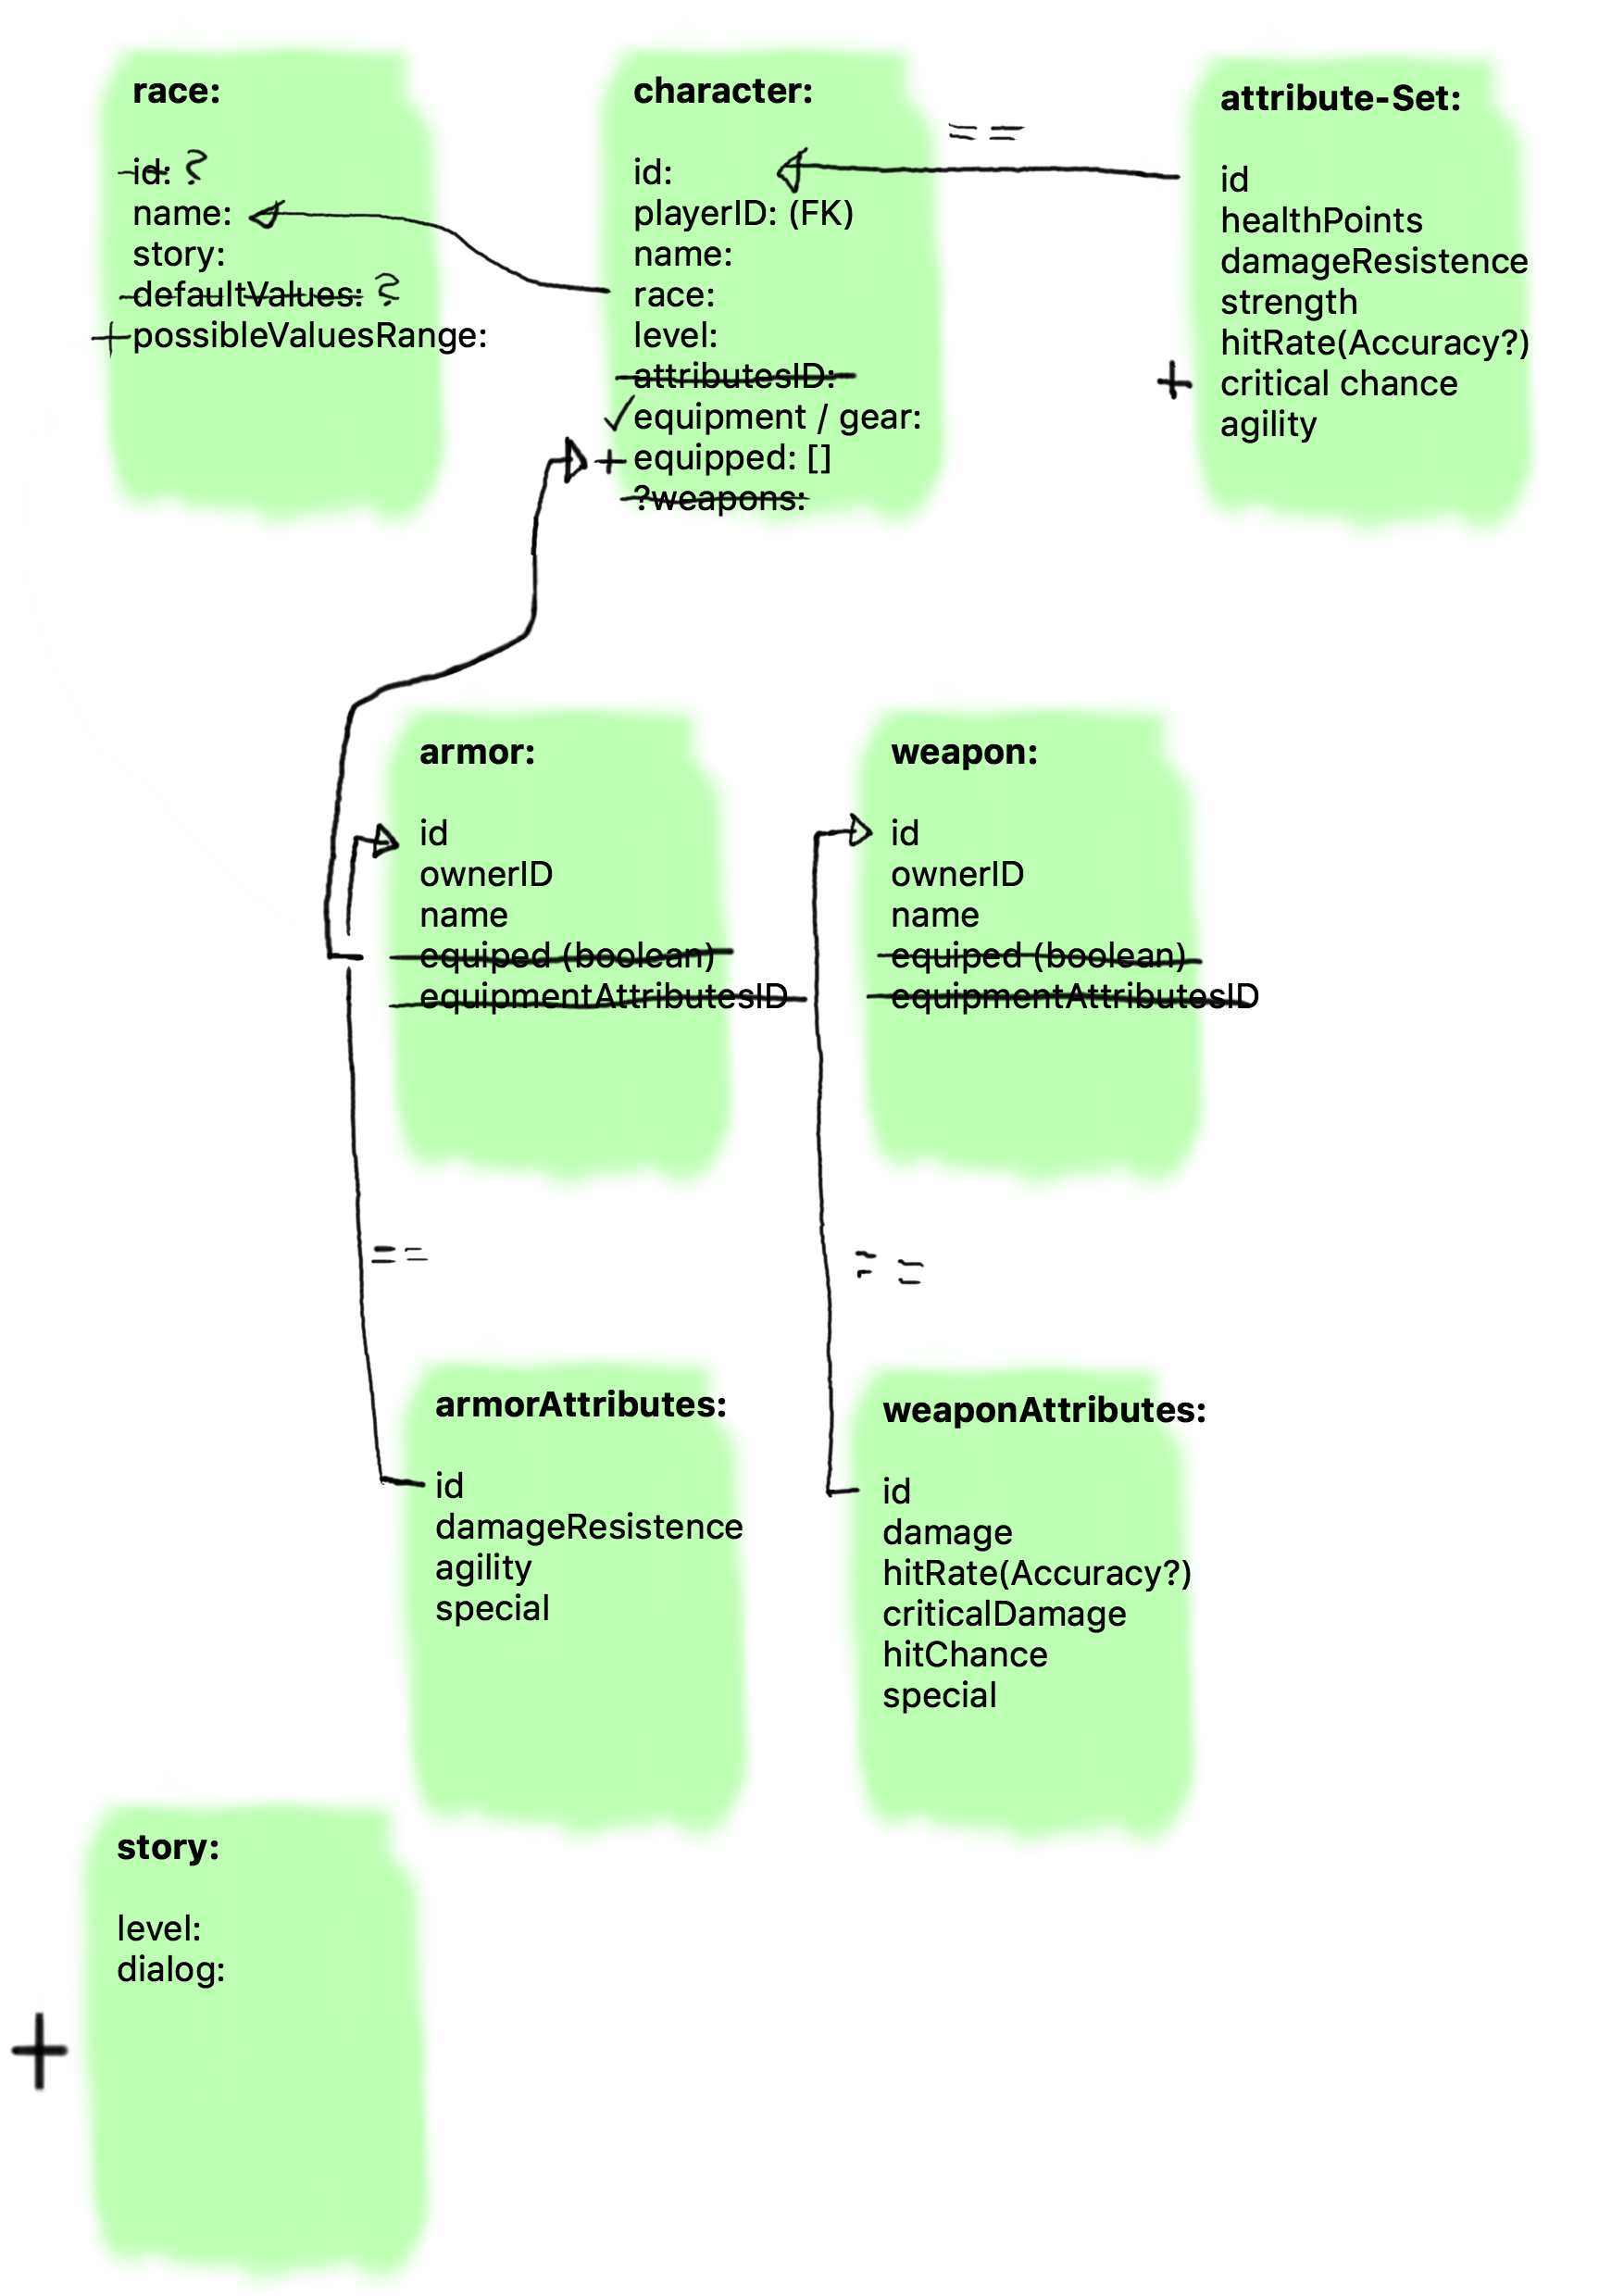 race:
id: ?
name:
story:
defaultValues: ?
+possibleValuesRange:
character:
id:
playerID: (FK)
name:
race:
level:
attributesID:
✓equipment / gear:
+equipped: []
?weapons:
==
attribute-Set:
id
healthPoints
damageResistence
strength
hitRate(Accuracy?)
+ critical chance
agility
armor:
id
ownerID
name
equiped (boolean)
equipmentAttributesID
weapon:
id
ownerID
name
equiped (boolean)
equipmentAttributesID
==
==
armorAttributes:
id
damageResistence
agility
special
weaponAttributes:
id
damage
hitRate(Accuracy?)
criticalDamage
hitChance
special
story:
level:
dialog:
+